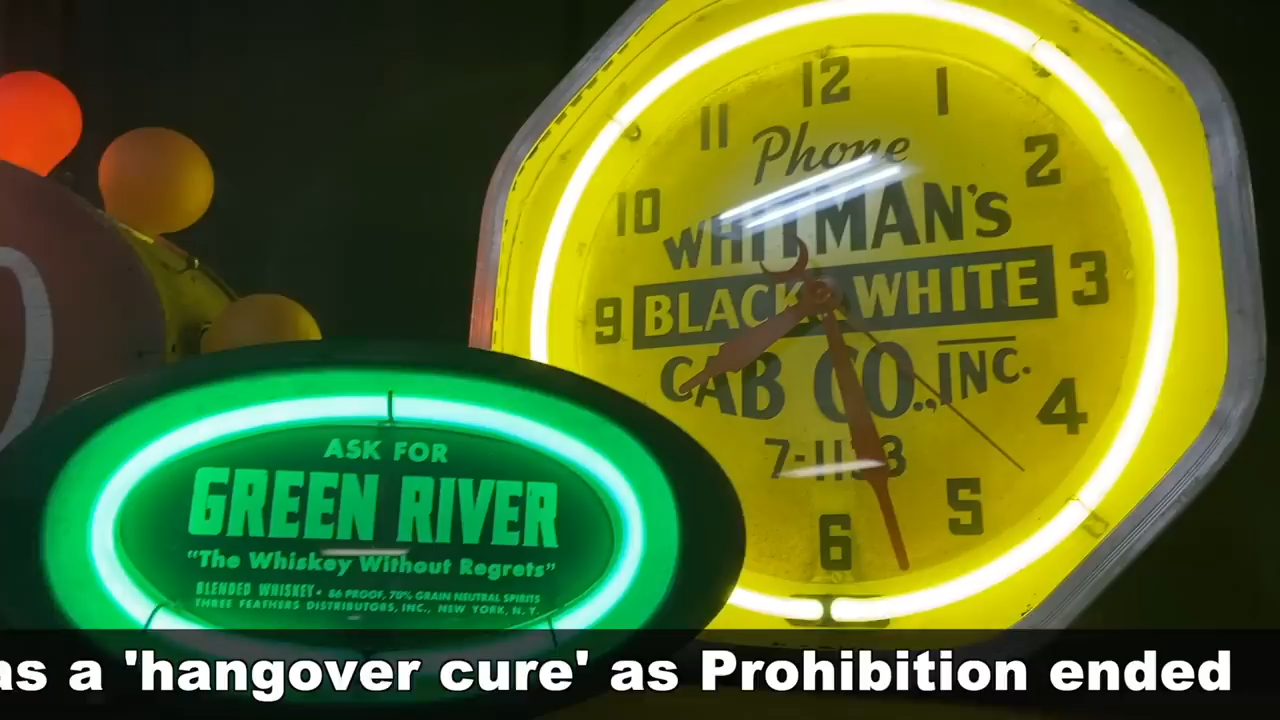 12
11
1
Phone
10
2
WHITMAN'S
9
BLACK & WHITE
3
CAB CO., INC.
4
5
6
ASK FOR
GREEN RIVER
"The Whiskey Without Regrets"
BLENDED WHISKEY • 86 PROOF, 70% GRAIN NEUTRAL SPIRITS
THREE FEATHERS DISTRIBUTORS, INC., NEW YORK, N.Y.
as a 'hangover cure' as Prohibition ended